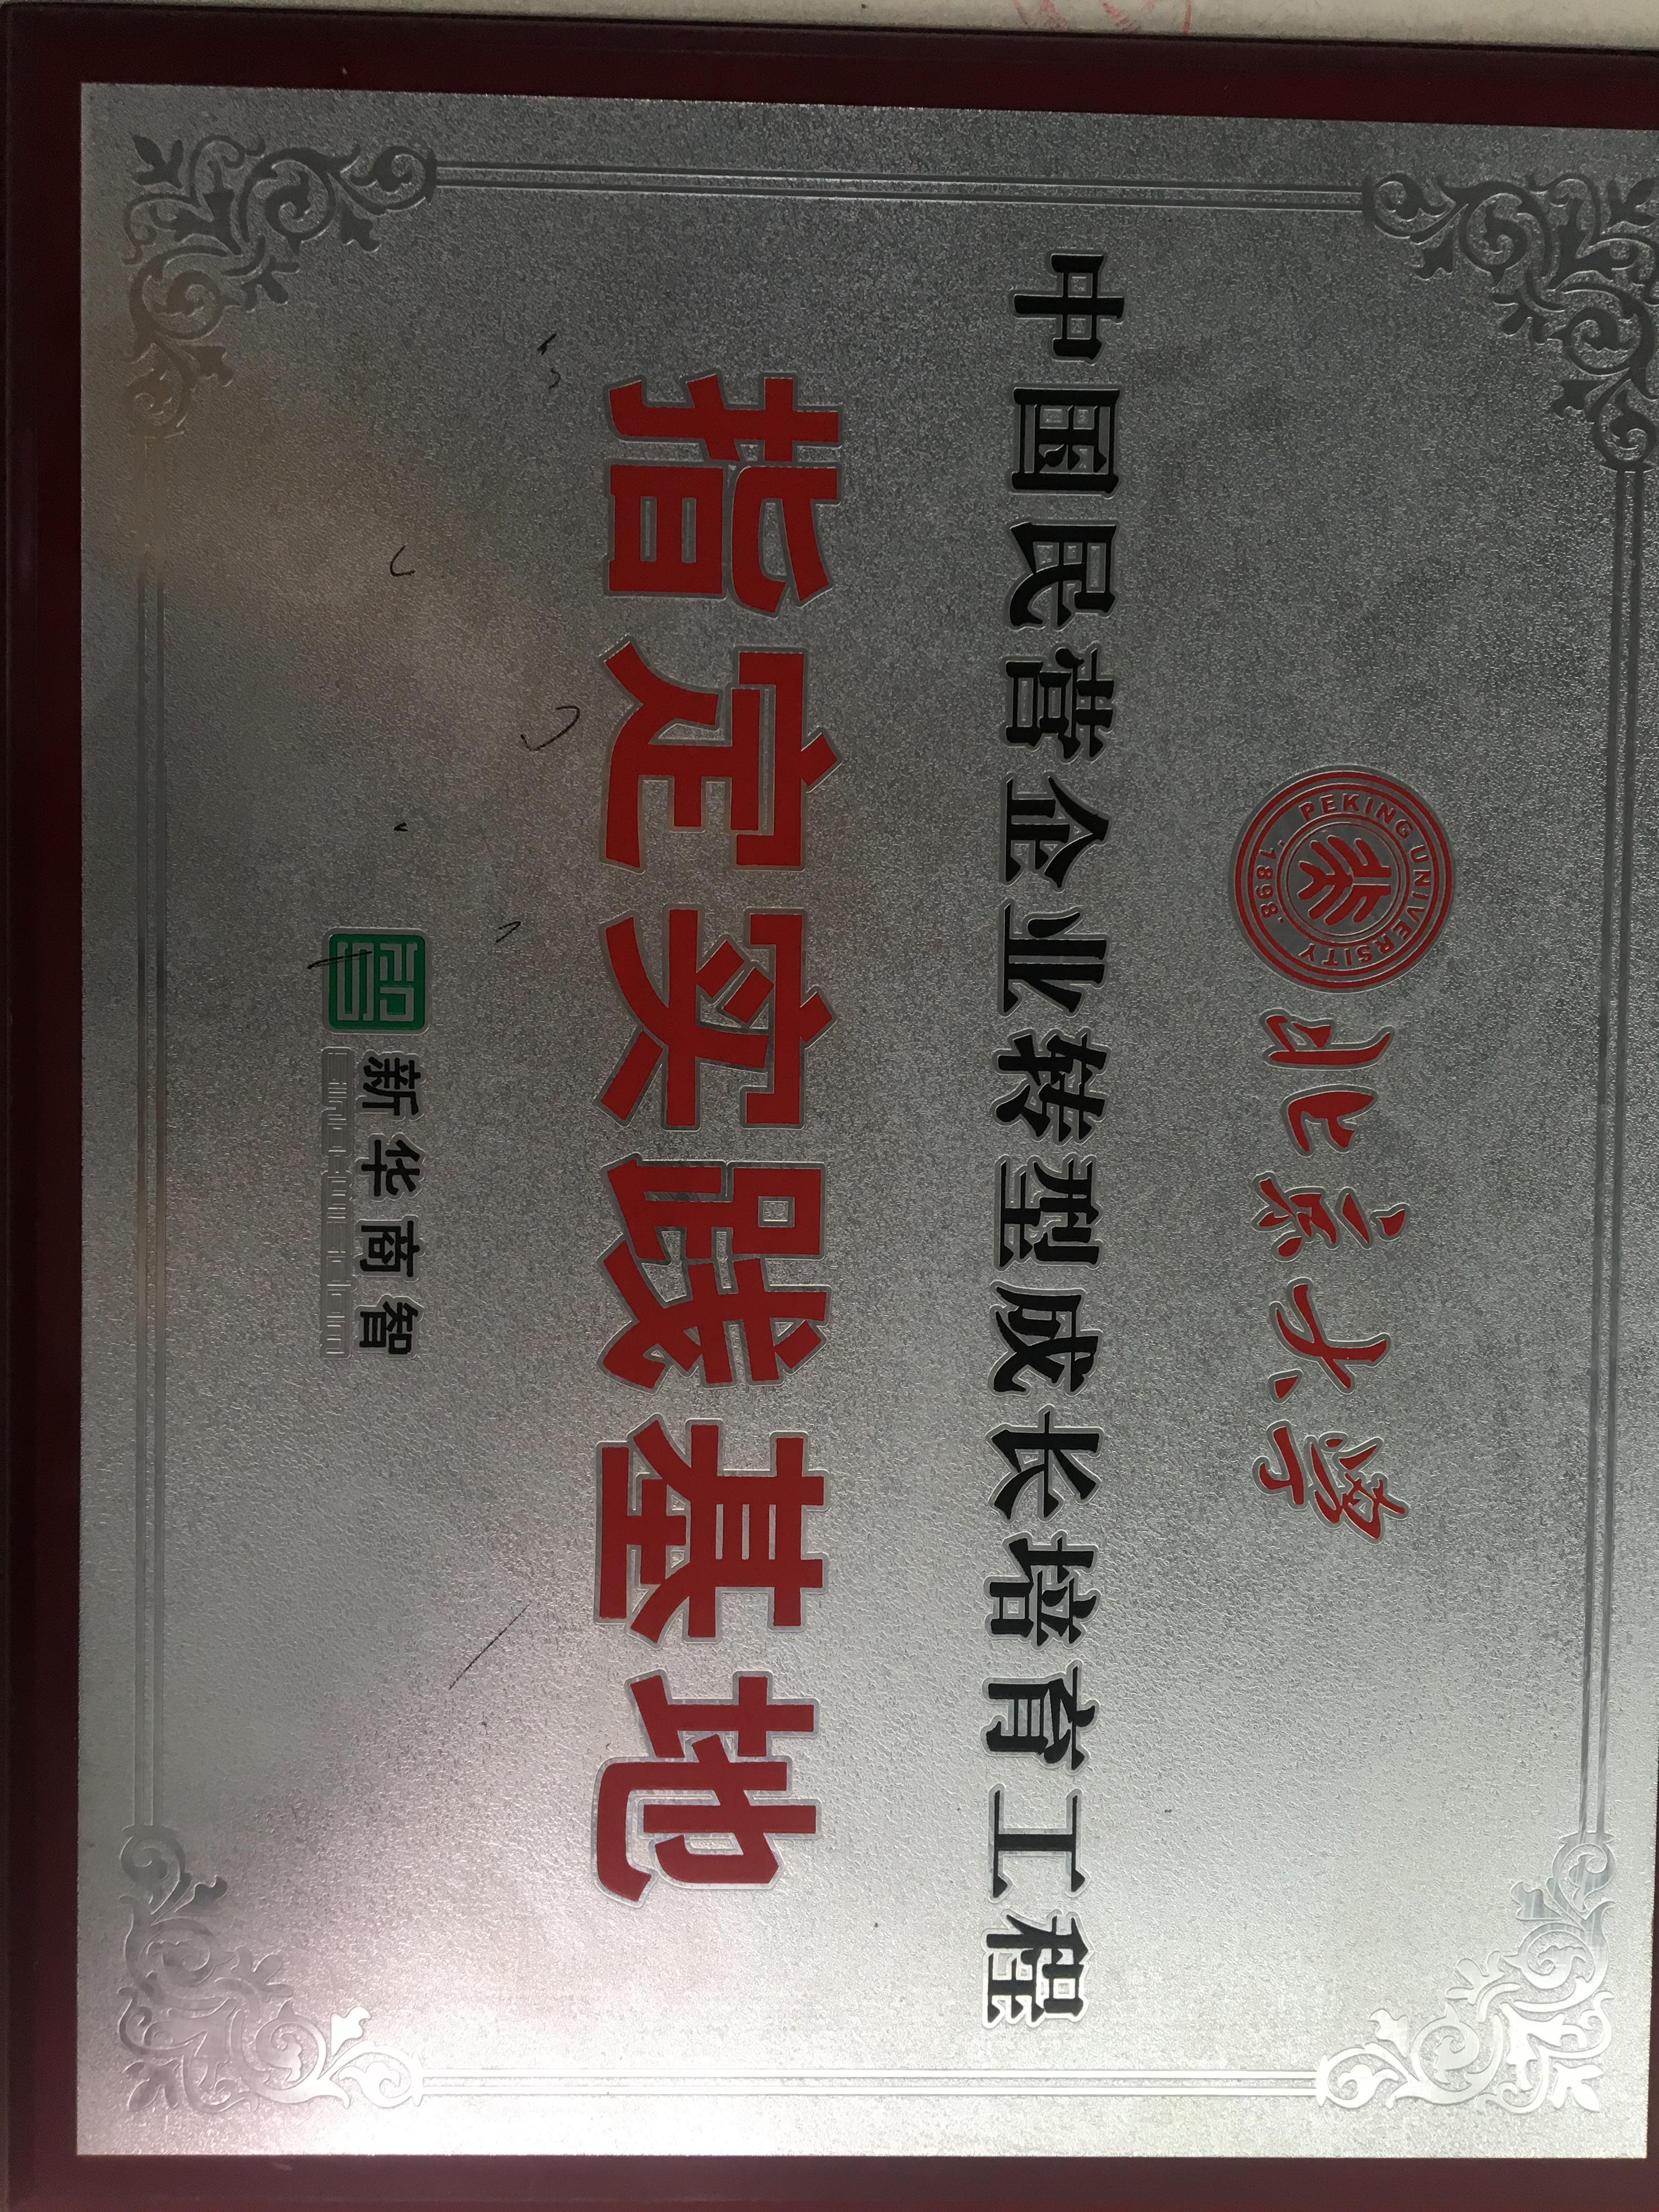 PEKING UNIVERSITY
1898
北京大学
中国民营企业转型成长培育工程
指定实践基地
新华商智